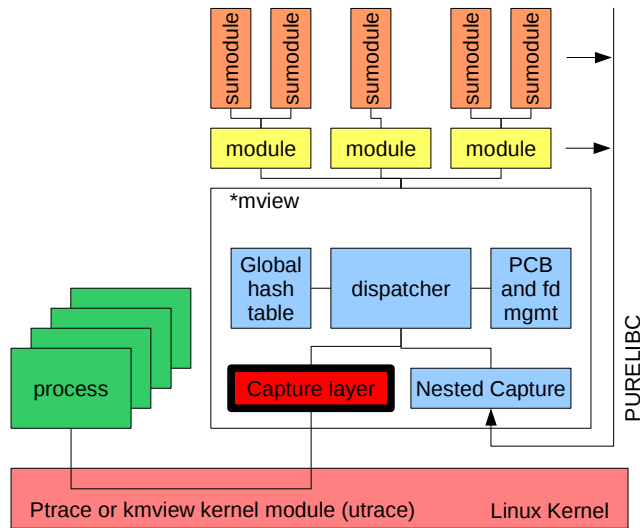 sumodule
sumodule
sumodule
sumodule
sumodule
module
module
module
*mview
Global
hash
table
dispatcher
PCB
and fd
mgmt
process
Capture layer
Nested Capture
PURELIBC
Ptrace or kmview kernel module (utrace)
Linux Kernel